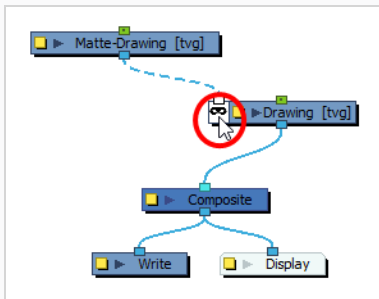 Matte-Drawing [tvg]
Drawing [tvg]
Composite
Write
Display